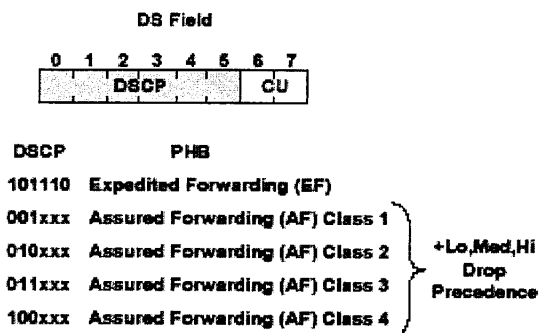 DS Field
0 1 2 3 4 5 6 7
DSCP CU
DSCP PHB
101110 Expedited Forwarding (EF)
001xxx Assured Forwarding (AF) Class 1
010xxx Assured Forwarding (AF) Class 2
011xxx Assured Forwarding (AF) Class 3
100xxx Assured Forwarding (AF) Class 4
+Lo,Med,Hi
Drop
Precedence